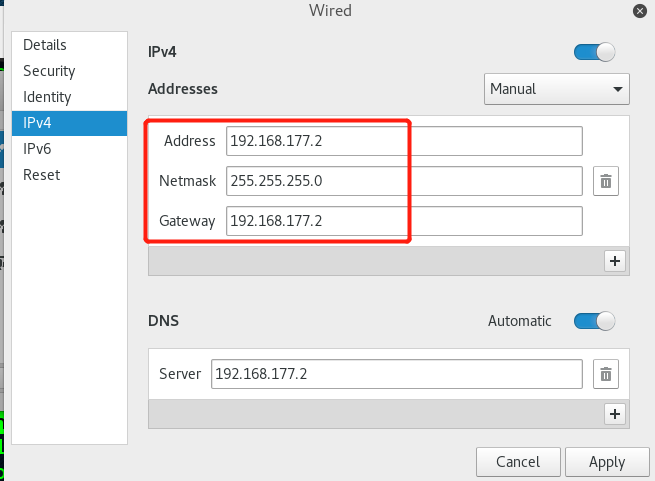 Wired
Details
Security
Identity
IPv4
IPv6
Reset
IPv4
Addresses Manual
Address 192.168.177.2
Netmask 255.255.255.0
Gateway 192.168.177.2
+
DNS Automatic
Server 192.168.177.2
+
Cancel Apply